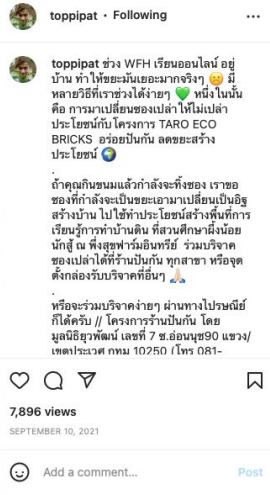 toppipat • Following
toppipat ช่วง WFH เรียนออนไลน์ อยู่
บ้าน ทำให้ขยะมันเยอะมากจริงๆ 😕 มี
หลายวิธีที่เราช่วยได้ง่ายๆ 💚 หนึ่งในนั้น
คือ การมาเปลี่ยนซองเปล่าให้ไม่เปล่า
ประโยชน์กับโครงการ TARO ECO
BRICKS อร่อยปันกัน ลดขยะสร้าง
ประโยชน์ 🌍
.
ถ้าคุณกินขนมแล้วกำลังจะทิ้งซอง เราขอ
ซองที่กำลังจะเป็นขยะเอามาเปลี่ยนเป็นอิฐ
สร้างบ้าน ไปใช้ทำประโยชน์สร้างพื้นที่การ
เรียนรู้การทำบ้านดิน ที่สวนศึกษาผึ้งน้อย
นักสู้ ณ พึ่งสุขฟาร์มอินทรีย์ ร่วมบริจาค
ซองเปล่าได้ที่ร้านปันกัน ทุกสาขา หรือจุด
ตั้งกล่องรับบริจาคที่อื่นๆ 🙏🏻
.
หรือจะร่วมบริจาคง่ายๆ ผ่านทางไปรษณีย์
ก็ได้ครับ // โครงการร้านปันกัน โดย
มูลนิธิยุวพัฒน์ เลขที่ 7 ซ.อ่อนนุช90 แขวง/
เขตประเวศ กทม 10250 (โทร 081-
7,896 views
SEPTEMBER 10, 2021
Add a comment...
Post